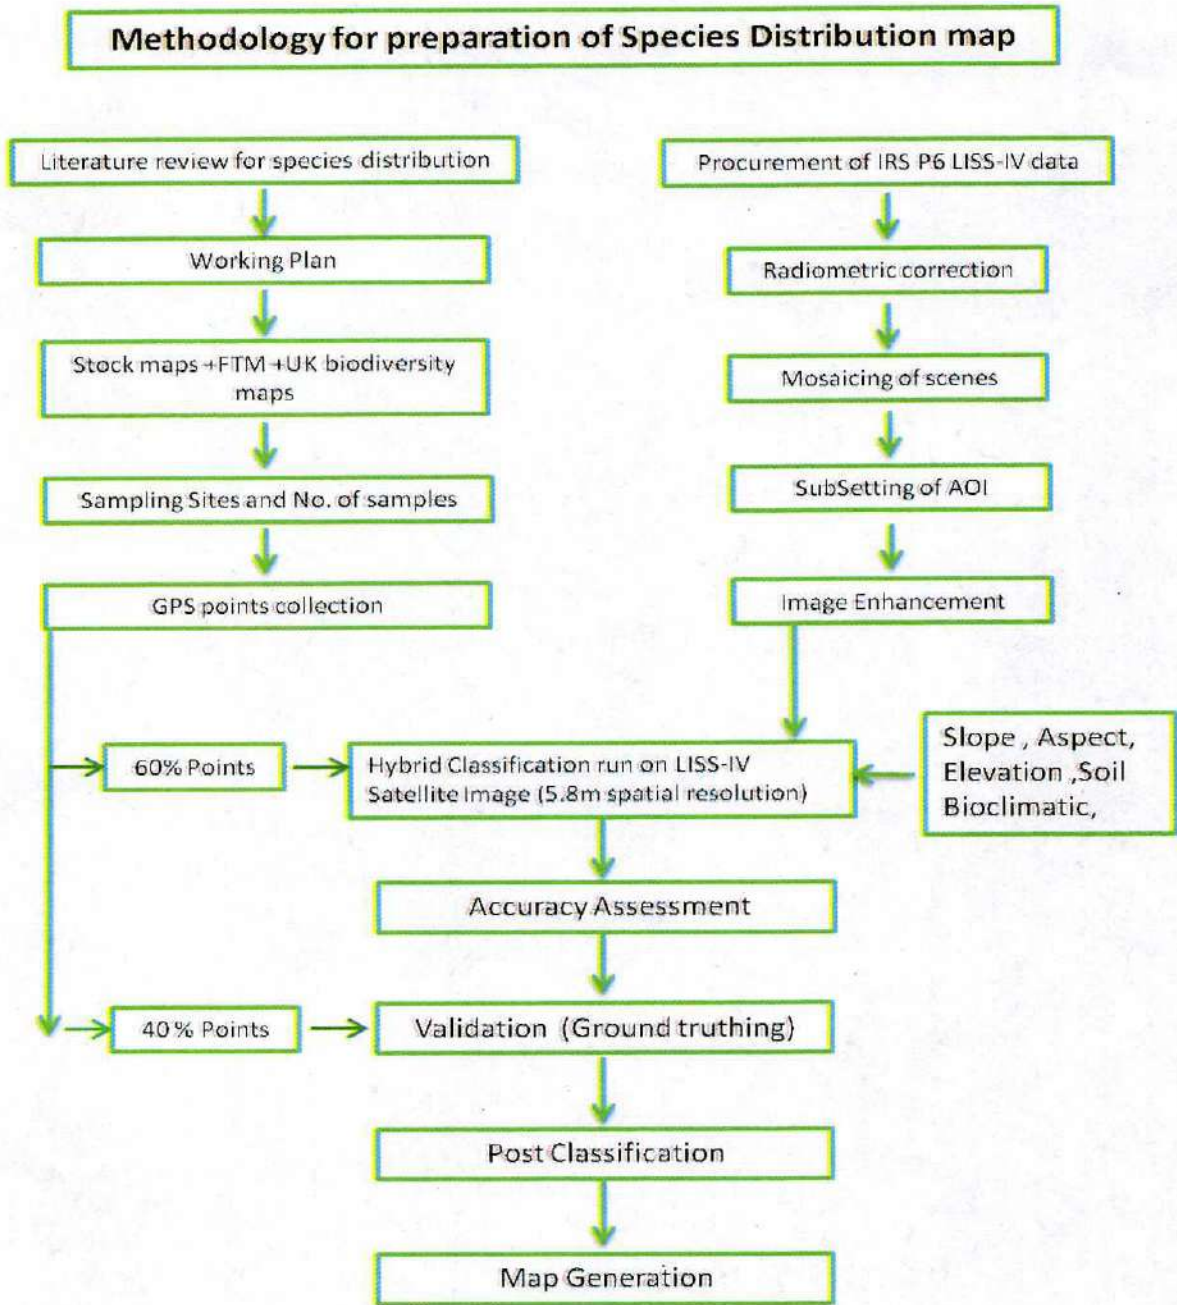 Methodology for preparation of Species Distribution map
Literature review for species distribution
Working Plan
Stock maps +FTM +UK biodiversity
maps
Sampling Sites and No. of samples
GPS points collection
Procurement of IRS P6 LISS-IV data
Radiometric correction
Mosaicing of scenes
SubSetting of AOI
Image Enhancement
60% Points
Hybrid Classification run on LISS-IV
Satellite Image (5.8m spatial resolution)
Slope , Aspect,
Elevation ,Soil
Bioclimatic,
Accuracy Assessment
40% Points
Validation (Ground truthing)
Post Classification
Map Generation